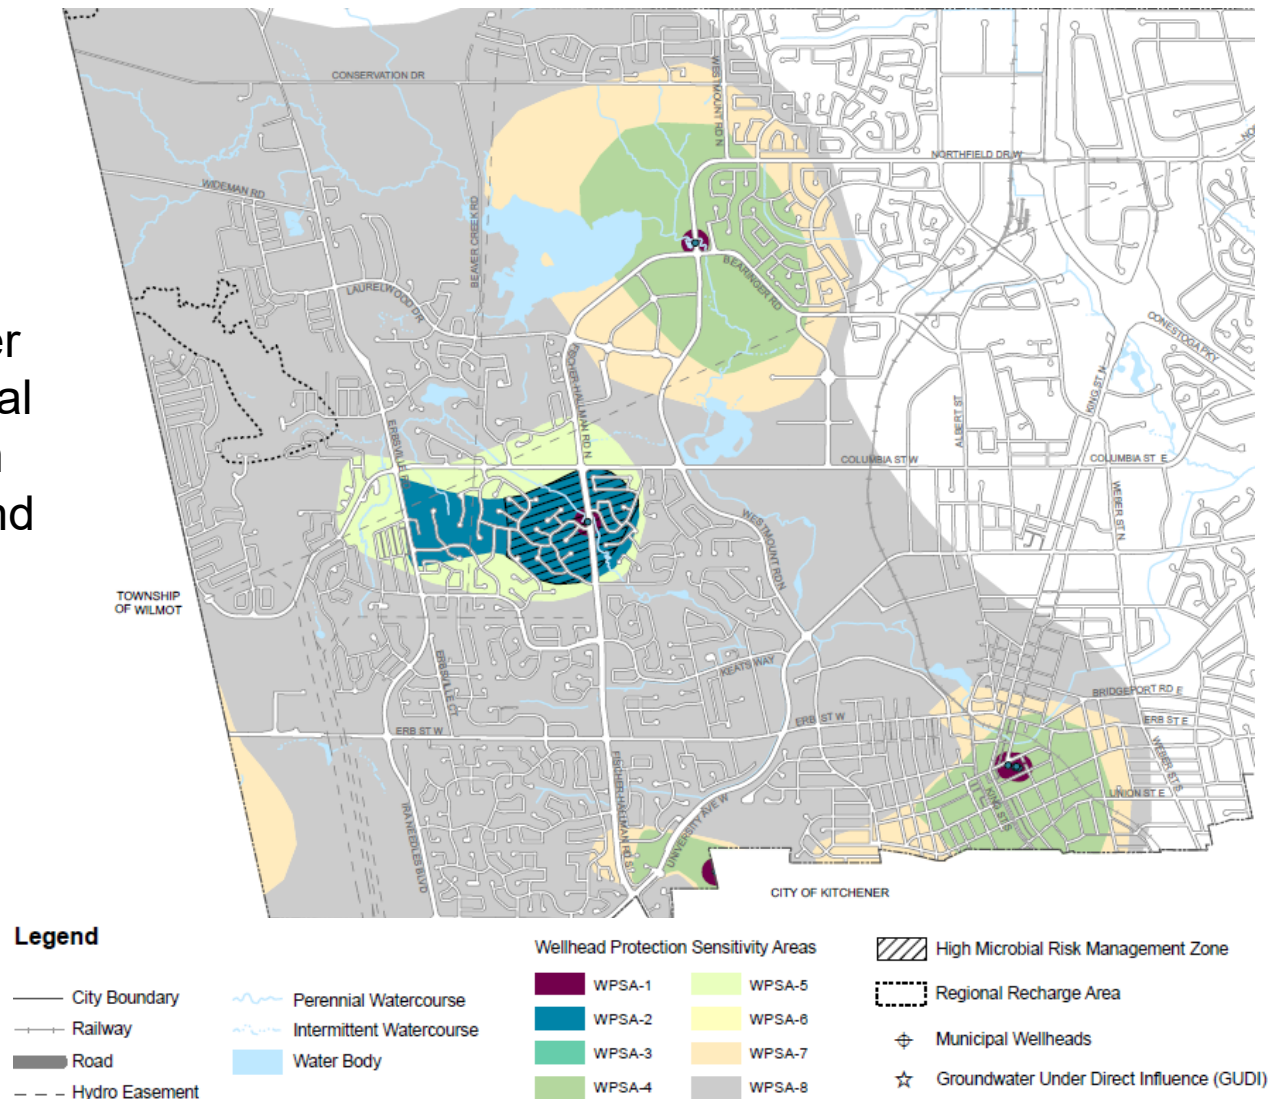 er
al
n
nd
CONSERVATION DR
WESTMOUNT RD N
NORTHFIELD DR W
WIDEMAN RD
BEAVER CREEK RD
LAURELWOOD DR
BEARINGER RD
CONESTOGA PKY
FISCHER-HALLMAN RD N
KING ST N
ALBERT ST
ERBSVILLE
COLUMBIA ST W
COLUMBIA ST E
WEBER ST N
WESTMOUNT RD N
TOWNSHIP
OF WILMOT
KEATS WAY
ERBSVILLE CT
BRIDGEPORT RD E
ERB ST W
ERB ST W
ERB ST E
WEBER ST S
FISCHER-HALLMAN RD S
IRA NEEDLES BLVD
UNIVERSITY AVE W
KING ST S
UNION ST E
CITY OF KITCHENER
Legend
City Boundary
Railway
Road
Hydro Easement
Perennial Watercourse
Intermittent Watercourse
Water Body
Wellhead Protection Sensitivity Areas
WPSA-1
WPSA-2
WPSA-3
WPSA-4
WPSA-5
WPSA-6
WPSA-7
WPSA-8
High Microbial Risk Management Zone
Regional Recharge Area
Municipal Wellheads
Groundwater Under Direct Influence (GUDI)